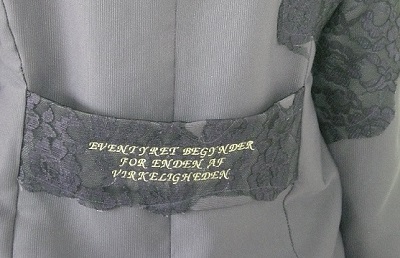 EVENTYRET BEGYNDER
FOR ENDEN AF
VIRKELIGHEDEN